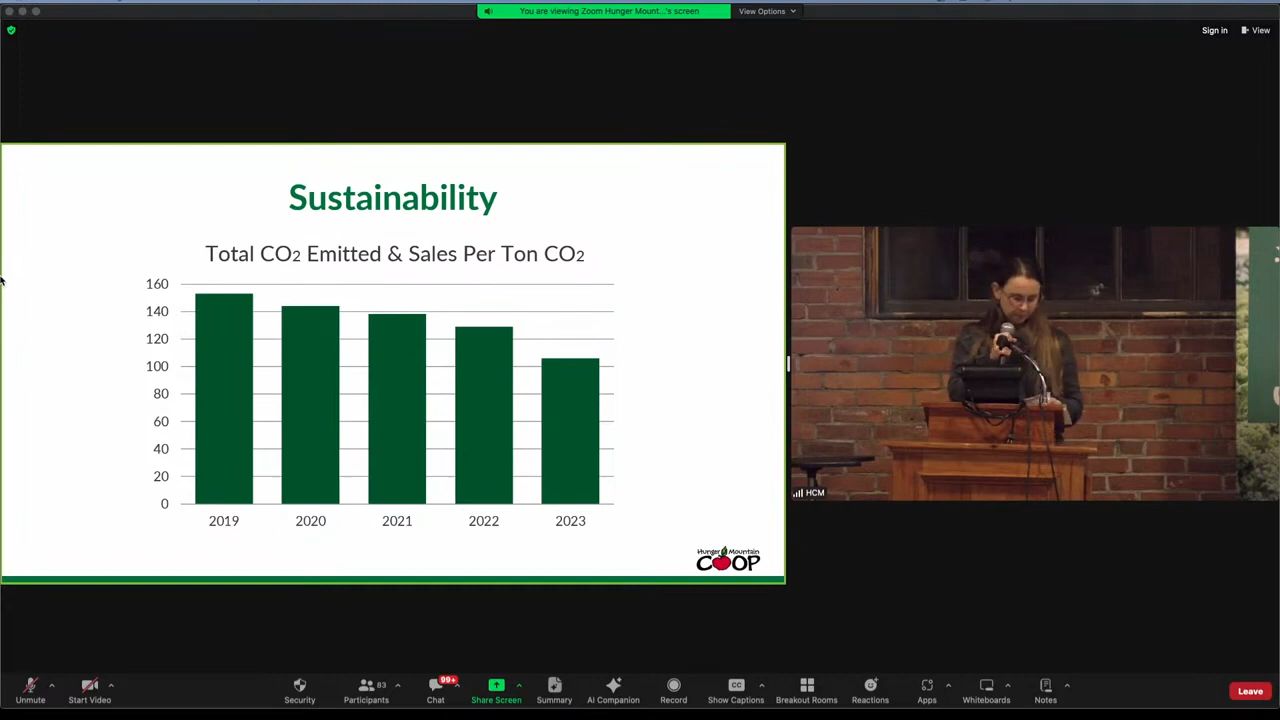 You are viewing Zoom Hunger Mount...'s screen
View Options
Sign in
View
Sustainability
Total CO2 Emitted & Sales Per Ton CO2
160
140
120
100
80
60
40
20
0
2019 2020 2021 2022 2023
Hunger Mountain
COOP
HCM
Unmute
Start Video
Security
83
Participants
99+
Chat
Share Screen
Summary
AI Companion
Record
CC
Show Captions
Breakout Rooms
Reactions
Apps
Whiteboards
Notes
Leave